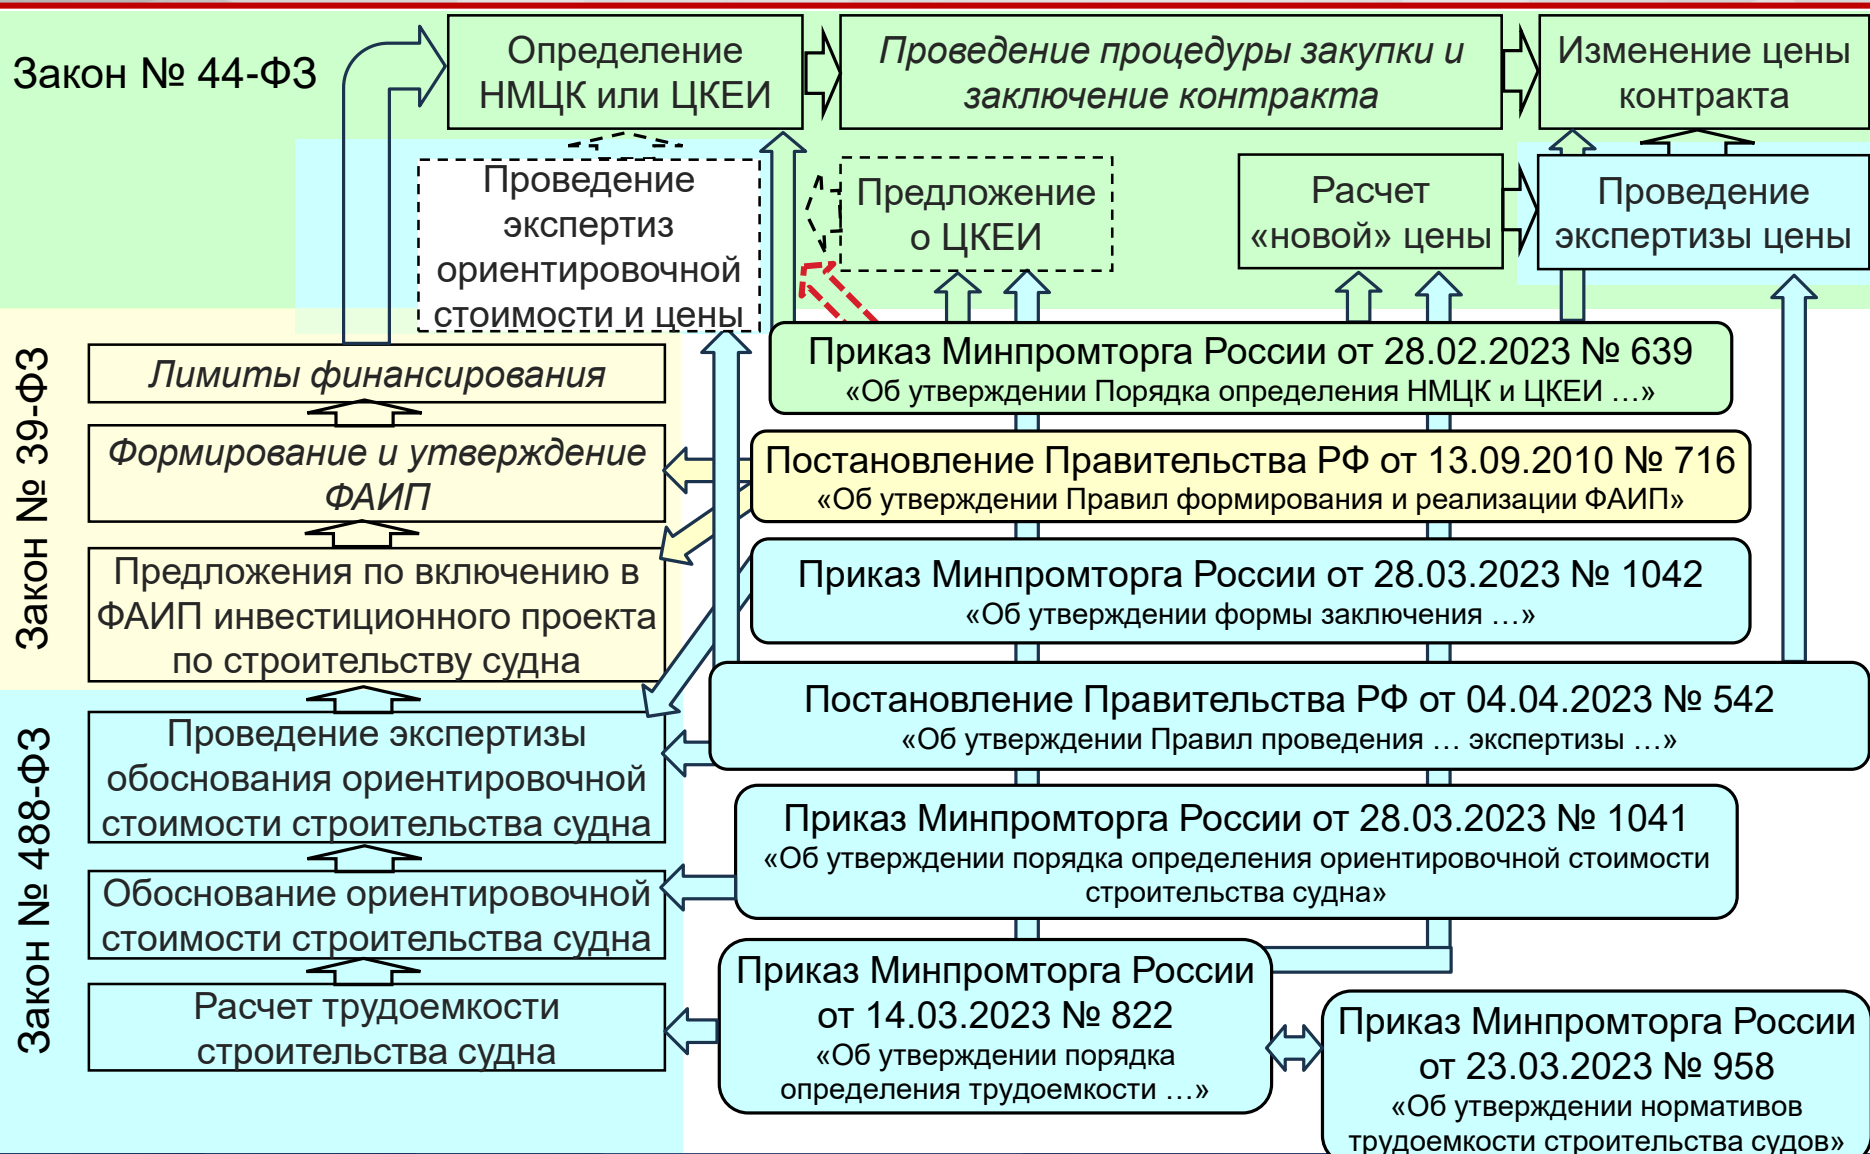 Закон № 44-ФЗ
Определение
НМЦК или ЦКЕИ
Проведение процедуры закупки и
заключение контракта
Изменение цены
контракта
Проведение
экспертиз
ориентировочной
стоимости и цены
Предложение
о ЦКЕИ
Расчет
«новой» цены
Проведение
экспертизы цены
Закон № 39-ФЗ
Лимиты финансирования
Формирование и утверждение
ФАИП
Предложения по включению в
ФАИП инвестиционного проекта
по строительству судна
Закон № 488-ФЗ
Проведение экспертизы
обоснования ориентировочной
стоимости строительства судна
Обоснование ориентировочной
стоимости строительства судна
Расчет трудоемкости
строительства судна
Приказ Минпромторга России от 28.02.2023 № 639
«Об утверждении Порядка определения НМЦК и ЦКЕИ …»
Постановление Правительства РФ от 13.09.2010 № 716
«Об утверждении Правил формирования и реализации ФАИП»
Приказ Минпромторга России от 28.03.2023 № 1042
«Об утверждении формы заключения …»
Постановление Правительства РФ от 04.04.2023 № 542
«Об утверждении Правил проведения … экспертизы …»
Приказ Минпромторга России от 28.03.2023 № 1041
«Об утверждении порядка определения ориентировочной стоимости
строительства судна»
Приказ Минпромторга России
от 14.03.2023 № 822
«Об утверждении порядка
определения трудоемкости …»
Приказ Минпромторга России
от 23.03.2023 № 958
«Об утверждении нормативов
трудоемкости строительства судов»